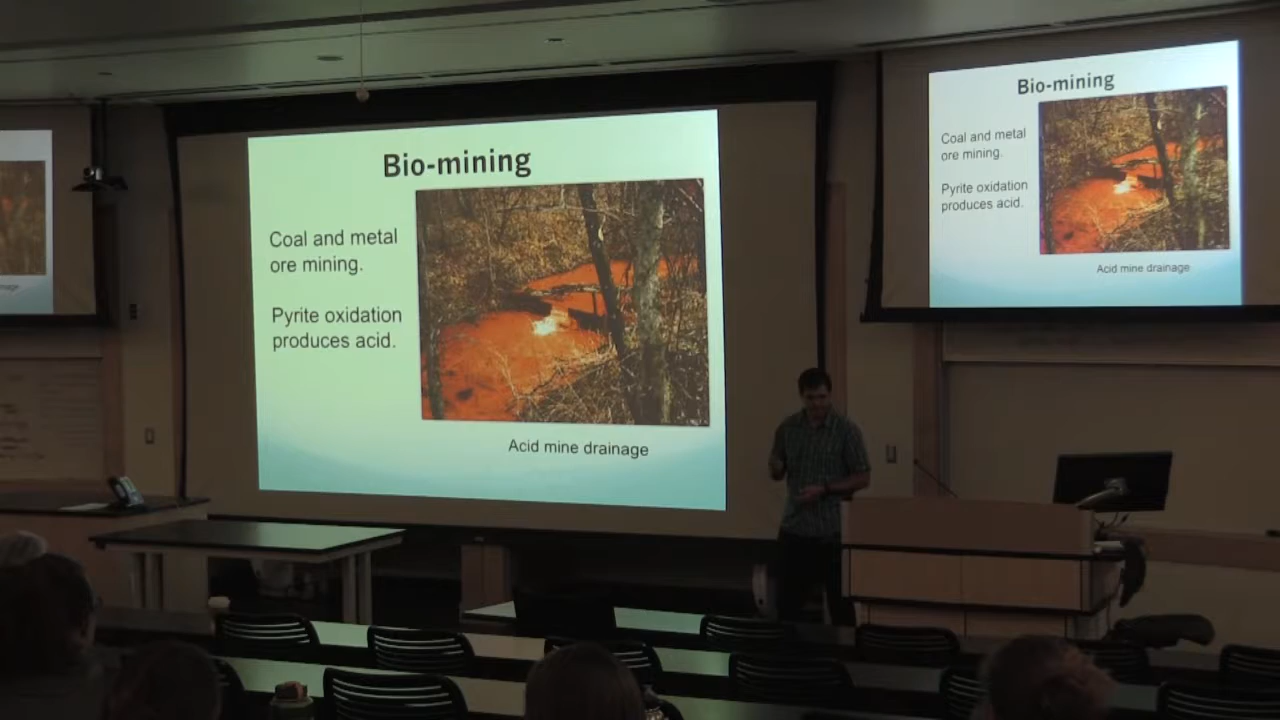 Bio-mining
Coal and metal
ore mining.
Pyrite oxidation
produces acid.
Acid mine drainage
Bio-mining
Coal and metal
ore mining.
Pyrite oxidation
produces acid.
Acid mine drainage